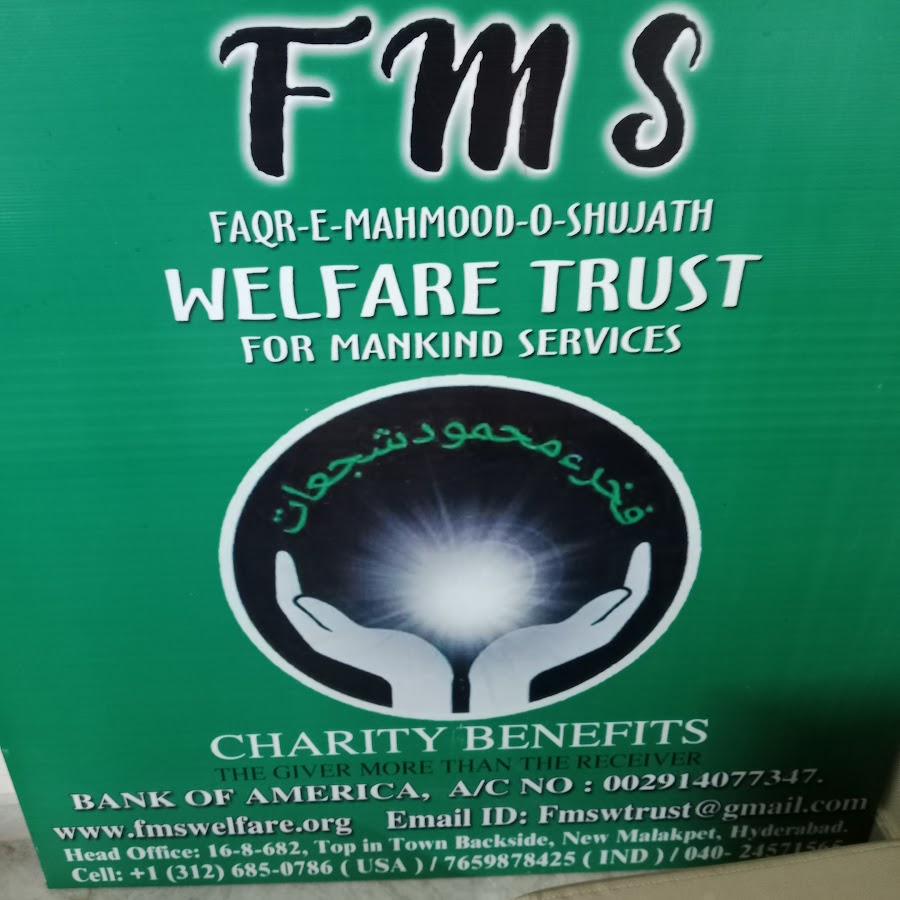 FMS
FAQR-E-MAHMOOD-O-SHUJATH
WELFARE TRUST
FOR MANKIND SERVICES
فخرء محمود شجعات
CHARITY BENEFITS
THE GIVER MORE THAN THE RECEIVER
BANK OF AMERICA, A/C NO : 002914077347.
www.fmswelfare.org Email ID: Fmswtrust@gmail.com
Head Office: 16-8-682, Top in Town Backside, New Malakpet, Hyderabad.
Cell: +1 (312) 685-0786 ( USA ) / 7659878425 ( IND ) / 040- 24571565